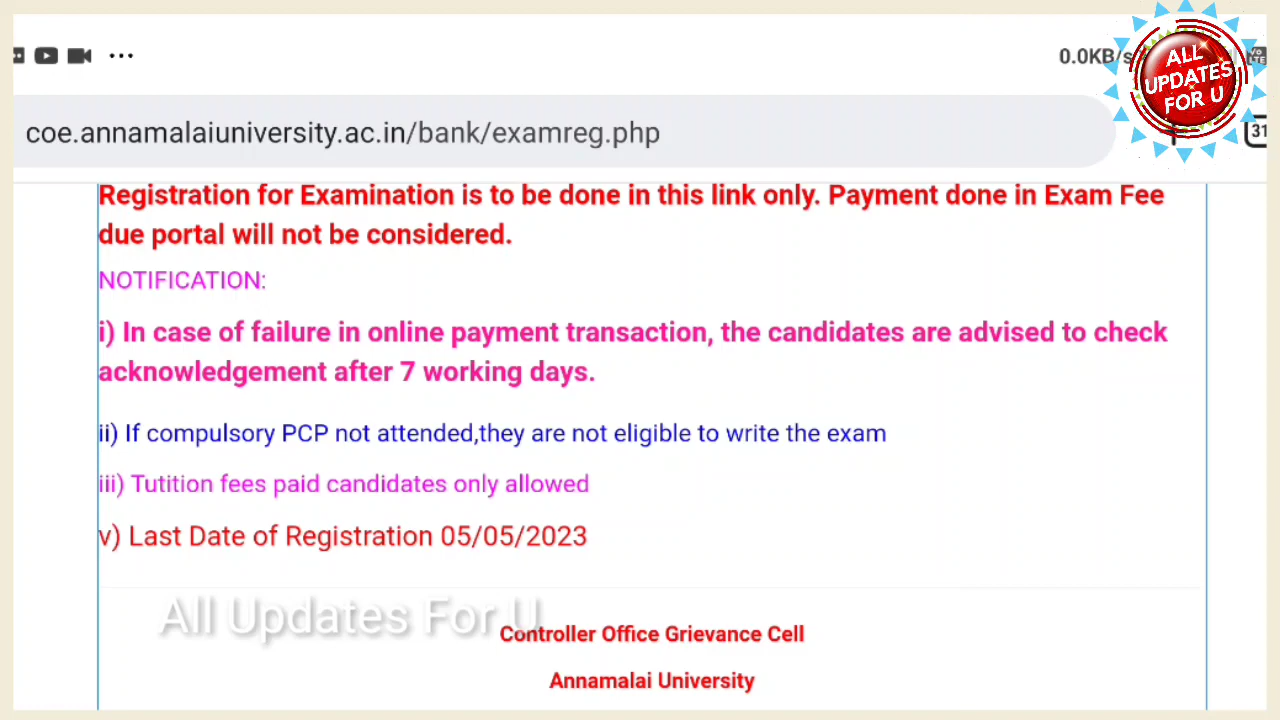 0.0KB/s
ALL
UPDATES
FOR U
coe.annamalaiuniversity.ac.in/bank/examreg.php
31
Registration for Examination is to be done in this link only. Payment done in Exam Fee
due portal will not be considered.
NOTIFICATION:
i) In case of failure in online payment transaction, the candidates are advised to check
acknowledgement after 7 working days.
ii) If compulsory PCP not attended,they are not eligible to write the exam
iii) Tutition fees paid candidates only allowed
v) Last Date of Registration 05/05/2023
All Updates For U
Controller Office Grievance Cell
Annamalai University